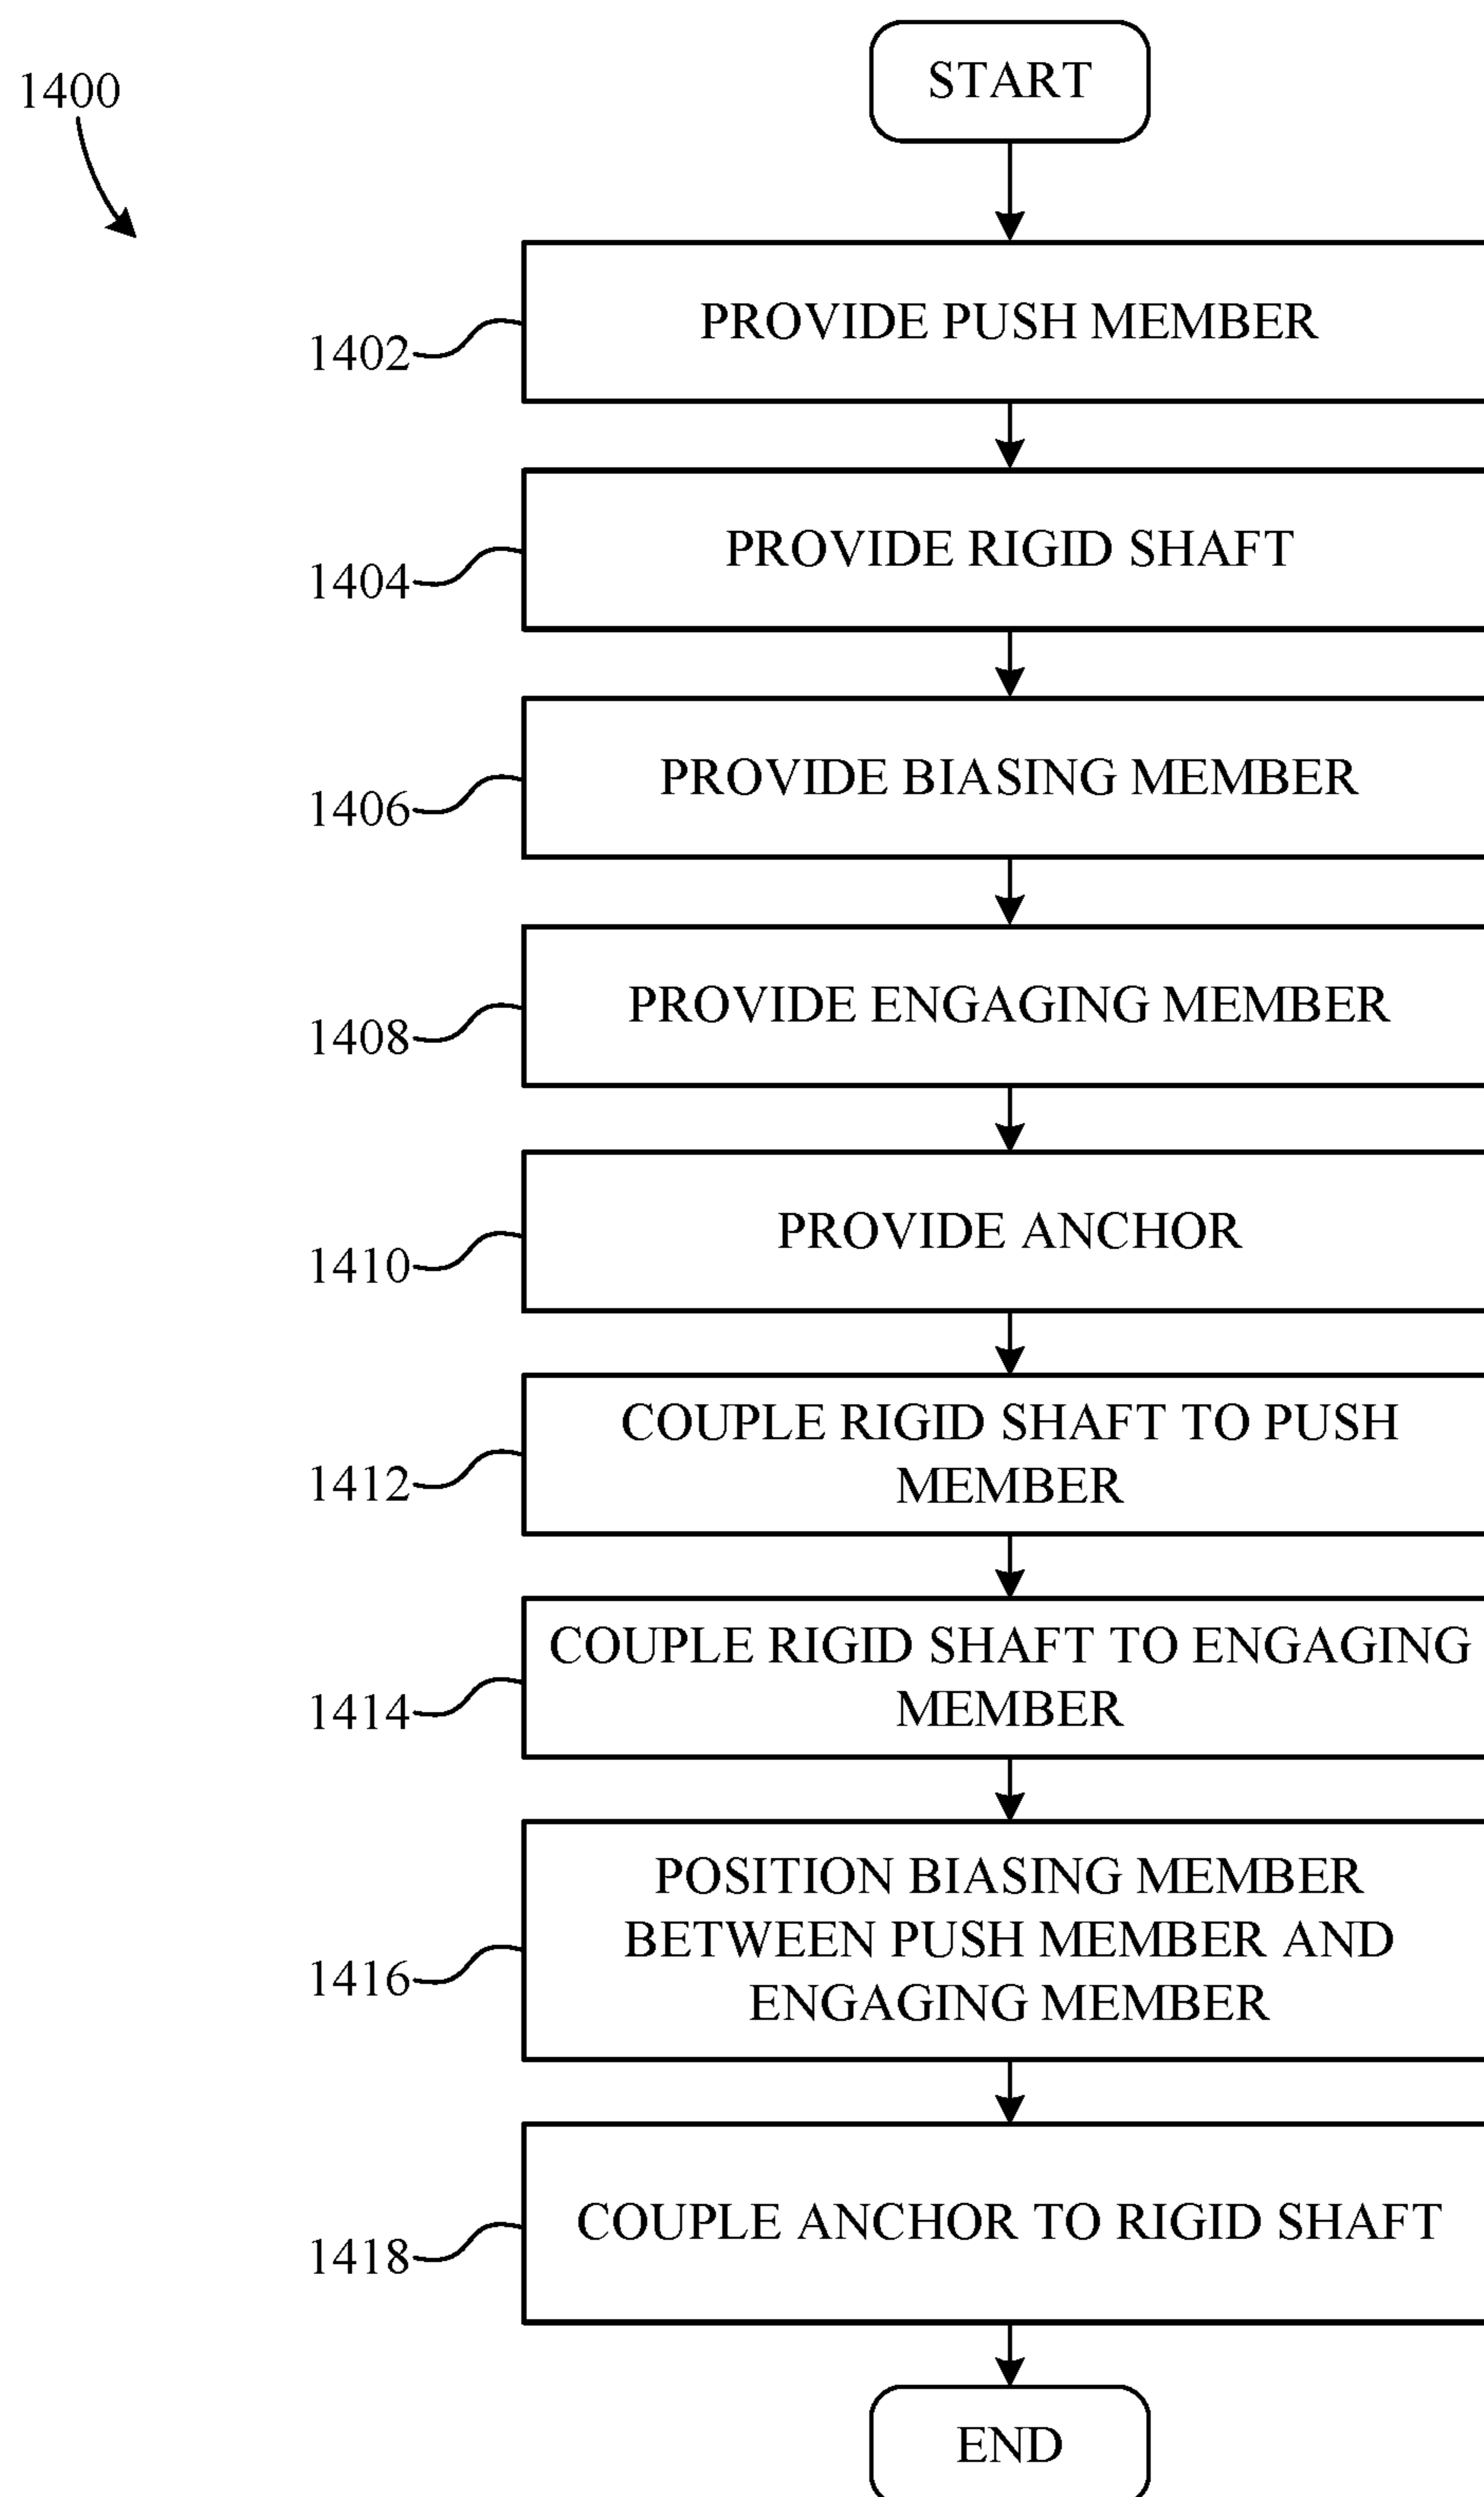 START
1400
PROVIDE PUSH MEMBER
1402
PROVIDE RIGID SHAFT
1404
PROVIDE BIASING MEMBER
1406
PROVIDE ENGAGING MEMBER
1408
PROVIDE ANCHOR
1410
COUPLE RIGID SHAFT TO PUSH
MEMBER
1412
COUPLE RIGID SHAFT TO ENGAGING
MEMBER
1414
POSITION BIASING MEMBER
BETWEEN PUSH MEMBER AND
ENGAGING MEMBER
1416
COUPLE ANCHOR TO RIGID SHAFT
1418
END